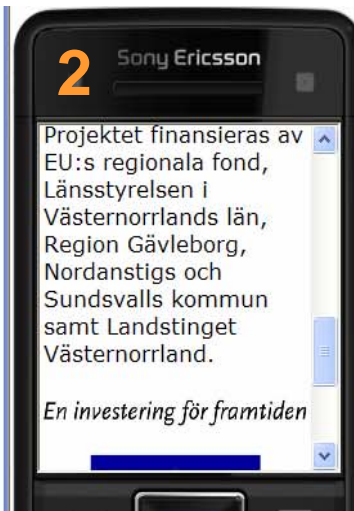 2
Sony Ericsson
Projektet finansieras av
EU:s regionala fond,
Länsstyrelsen i
Västernorrlands län,
Region Gävleborg,
Nordanstigs och
Sundsvalls kommun
samt Landstinget
Västernorrland.
En investering för framtiden